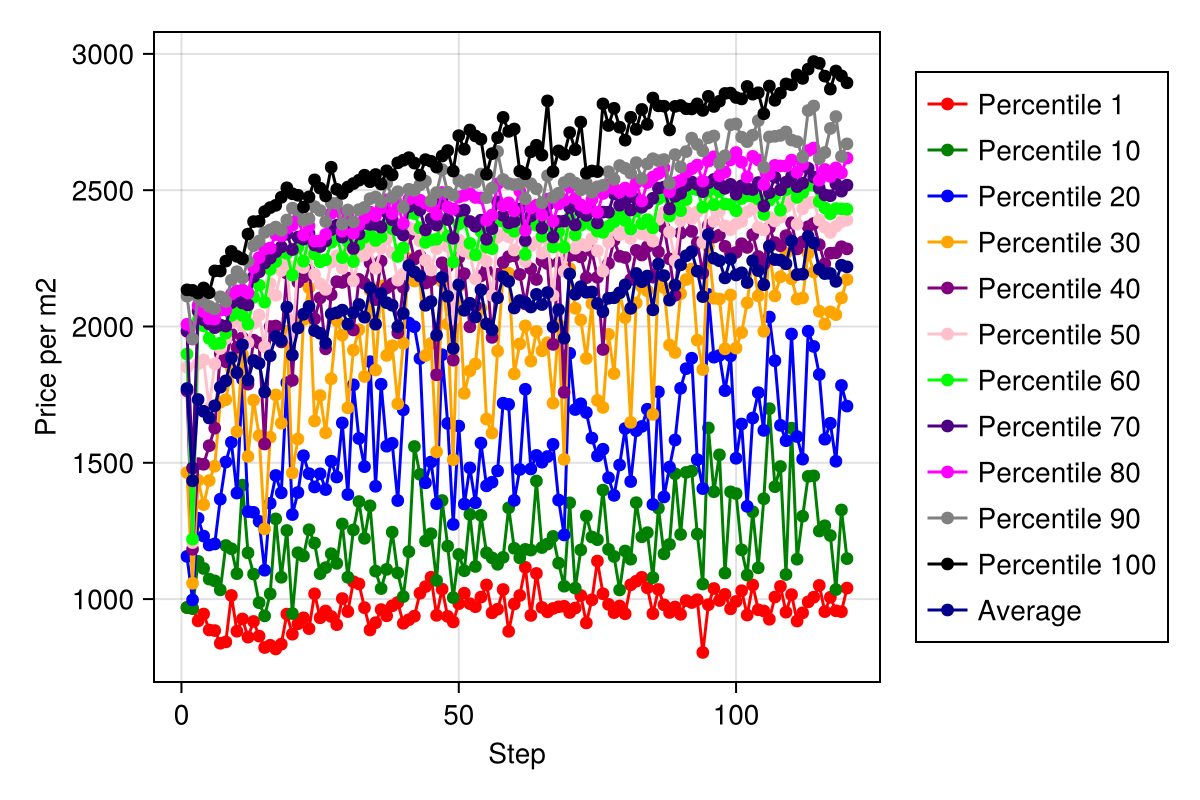 3000
2500
2000
1500
1000
Price per m2
0
50
100
Step
Percentile 1
Percentile 10
Percentile 20
Percentile 30
Percentile 40
Percentile 50
Percentile 60
Percentile 70
Percentile 80
Percentile 90
Percentile 100
Average